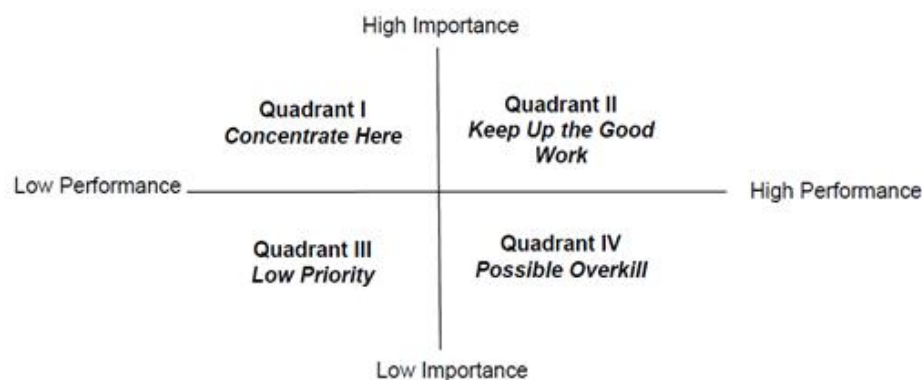 High Importance
Quadrant I
Concentrate Here
Quadrant II
Keep Up the Good
Work
Low Performance
High Performance
Quadrant III
Low Priority
Quadrant IV
Possible Overkill
Low Importance